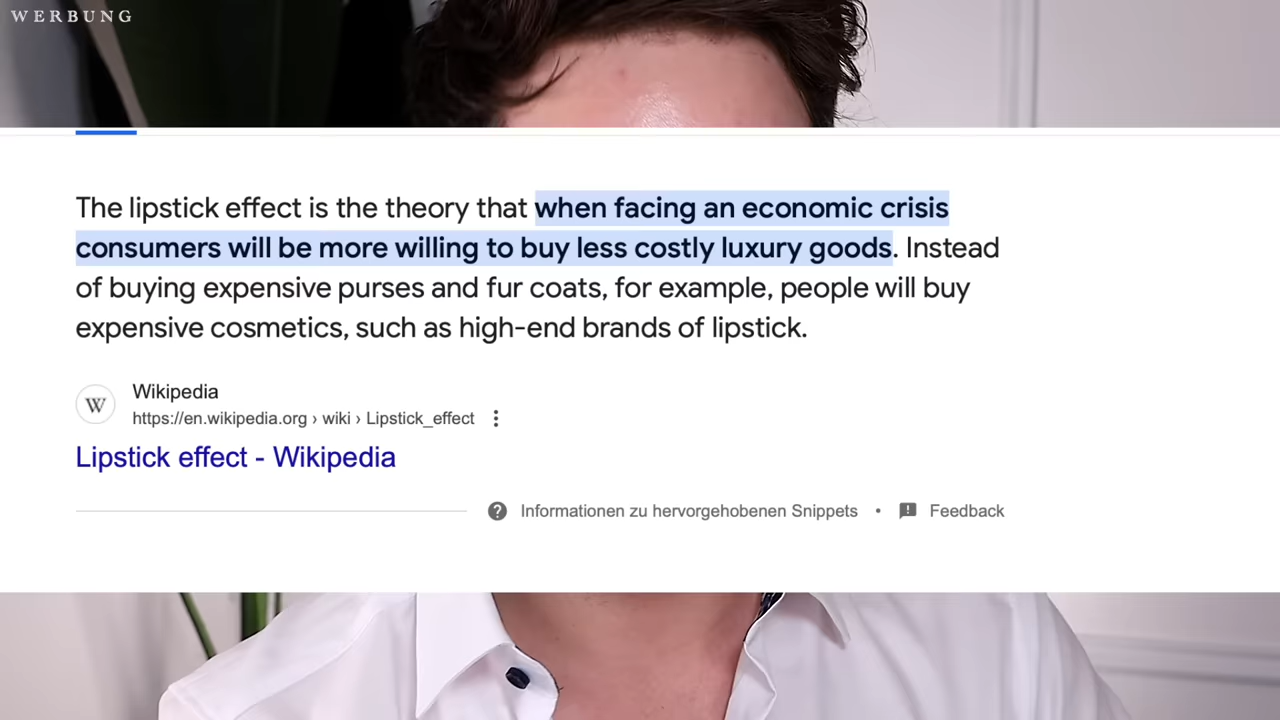 WERBUNG
The lipstick effect is the theory that when facing an economic crisis
consumers will be more willing to buy less costly luxury goods. Instead
of buying expensive purses and fur coats, for example, people will buy
expensive cosmetics, such as high-end brands of lipstick.
W
Wikipedia
https://en.wikipedia.org › wiki › Lipstick_effect
Lipstick effect - Wikipedia
Informationen zu hervorgehobenen Snippets • Feedback